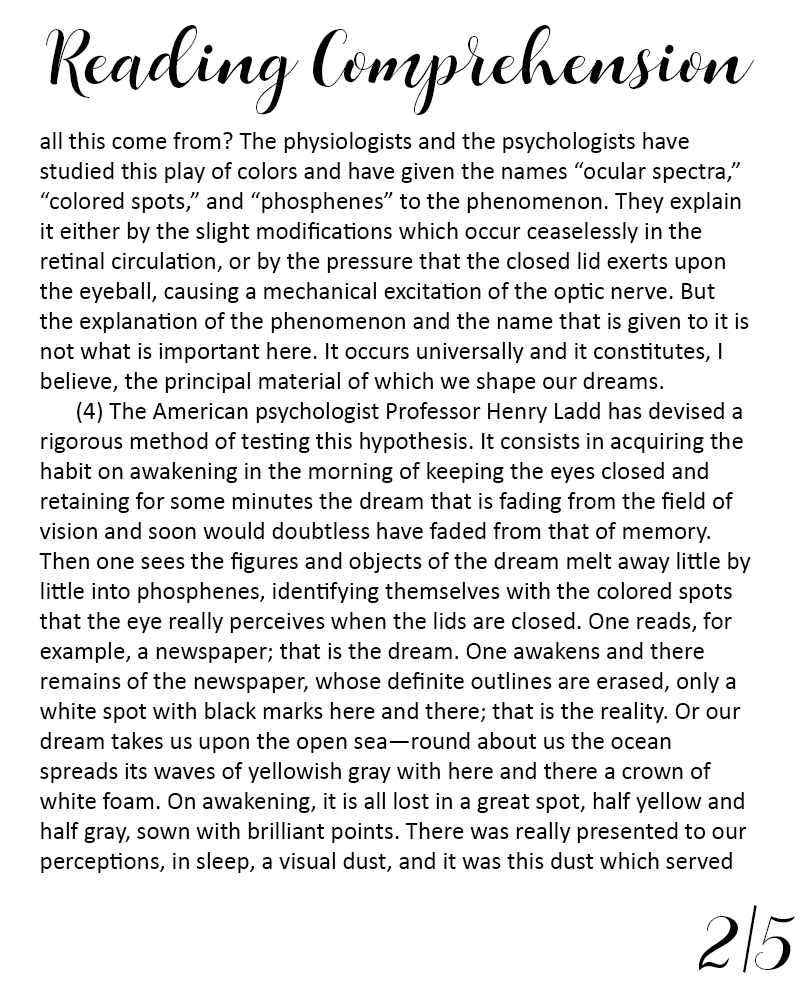 Reading Comprehension
all this come from? The physiologists and the psychologists have
studied this play of colors and have given the names “ocular spectra,”
“colored spots,” and “phosphenes” to the phenomenon. They explain
it either by the slight modifications which occur ceaselessly in the
retinal circulation, or by the pressure that the closed lid exerts upon
the eyeball, causing a mechanical excitation of the optic nerve. But
the explanation of the phenomenon and the name that is given to it is
not what is important here. It occurs universally and it constitutes, I
believe, the principal material of which we shape our dreams.
(4) The American psychologist Professor Henry Ladd has devised a
rigorous method of testing this hypothesis. It consists in acquiring the
habit on awakening in the morning of keeping the eyes closed and
retaining for some minutes the dream that is fading from the field of
vision and soon would doubtless have faded from that of memory.
Then one sees the figures and objects of the dream melt away little by
little into phosphenes, identifying themselves with the colored spots
that the eye really perceives when the lids are closed. One reads, for
example, a newspaper; that is the dream. One awakens and there
remains of the newspaper, whose definite outlines are erased, only a
white spot with black marks here and there; that is the reality. Or our
dream takes us upon the open sea—round about us the ocean
spreads its waves of yellowish gray with here and there a crown of
white foam. On awakening, it is all lost in a great spot, half yellow and
half gray, sown with brilliant points. There was really presented to our
perceptions, in sleep, a visual dust, and it was this dust which served
2/5